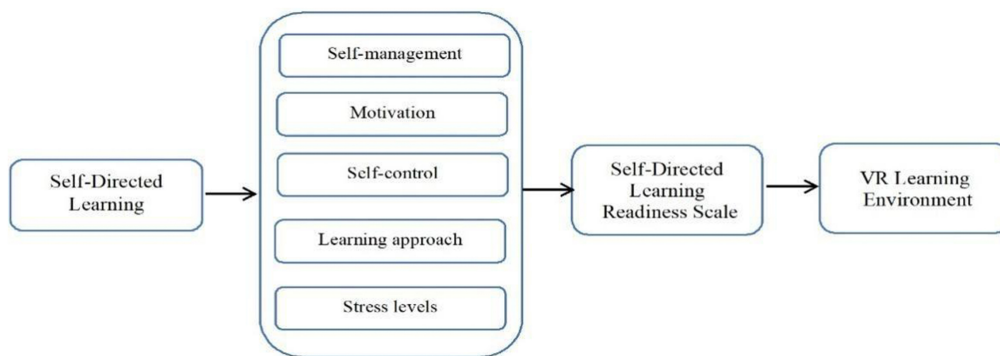 Self-Directed
Learning
Self-management
Motivation
Self-control
Learning approach
Stress levels
Self-Directed
Learning
Readiness Scale
VR Learning
Environment